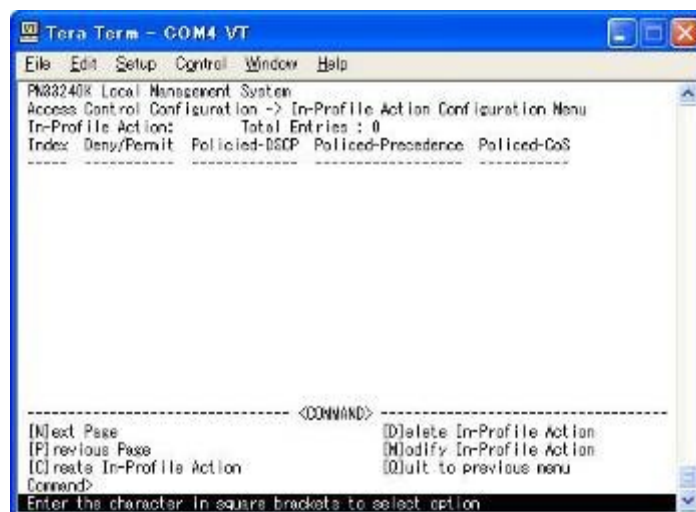 Tera Term - COM4 VT
File Edit Setup Control Window Help
PN33240K Local Management System
Access Control Configuration -> In-Profile Action Configuration Menu
In-Profile Action: Total Entries : 0
Index Deny/Permit Policied-DSCP Policed-Precedence Policed-CoS
----- ----------- ------------- ------------------ -----------
------------------------------ <COMMAND> ---------------------------------
[N]ext Page [D]elete In-Profile Action
[P]revious Page [M]odify In-Profile Action
[C]reate In-Profile Action [Q]uit to previous menu
Command>
Enter the character in square brackets to select option